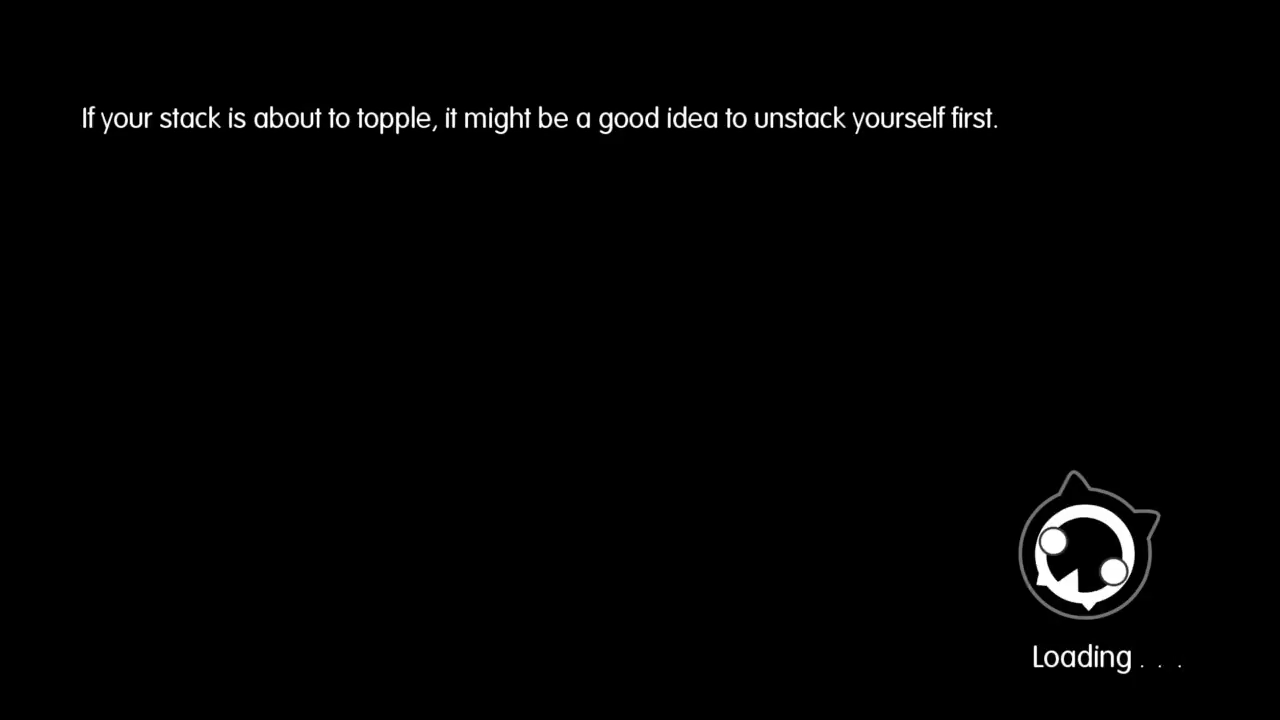 If your stack is about to topple, it might be a good idea to unstack yourself first.
Loading . . .